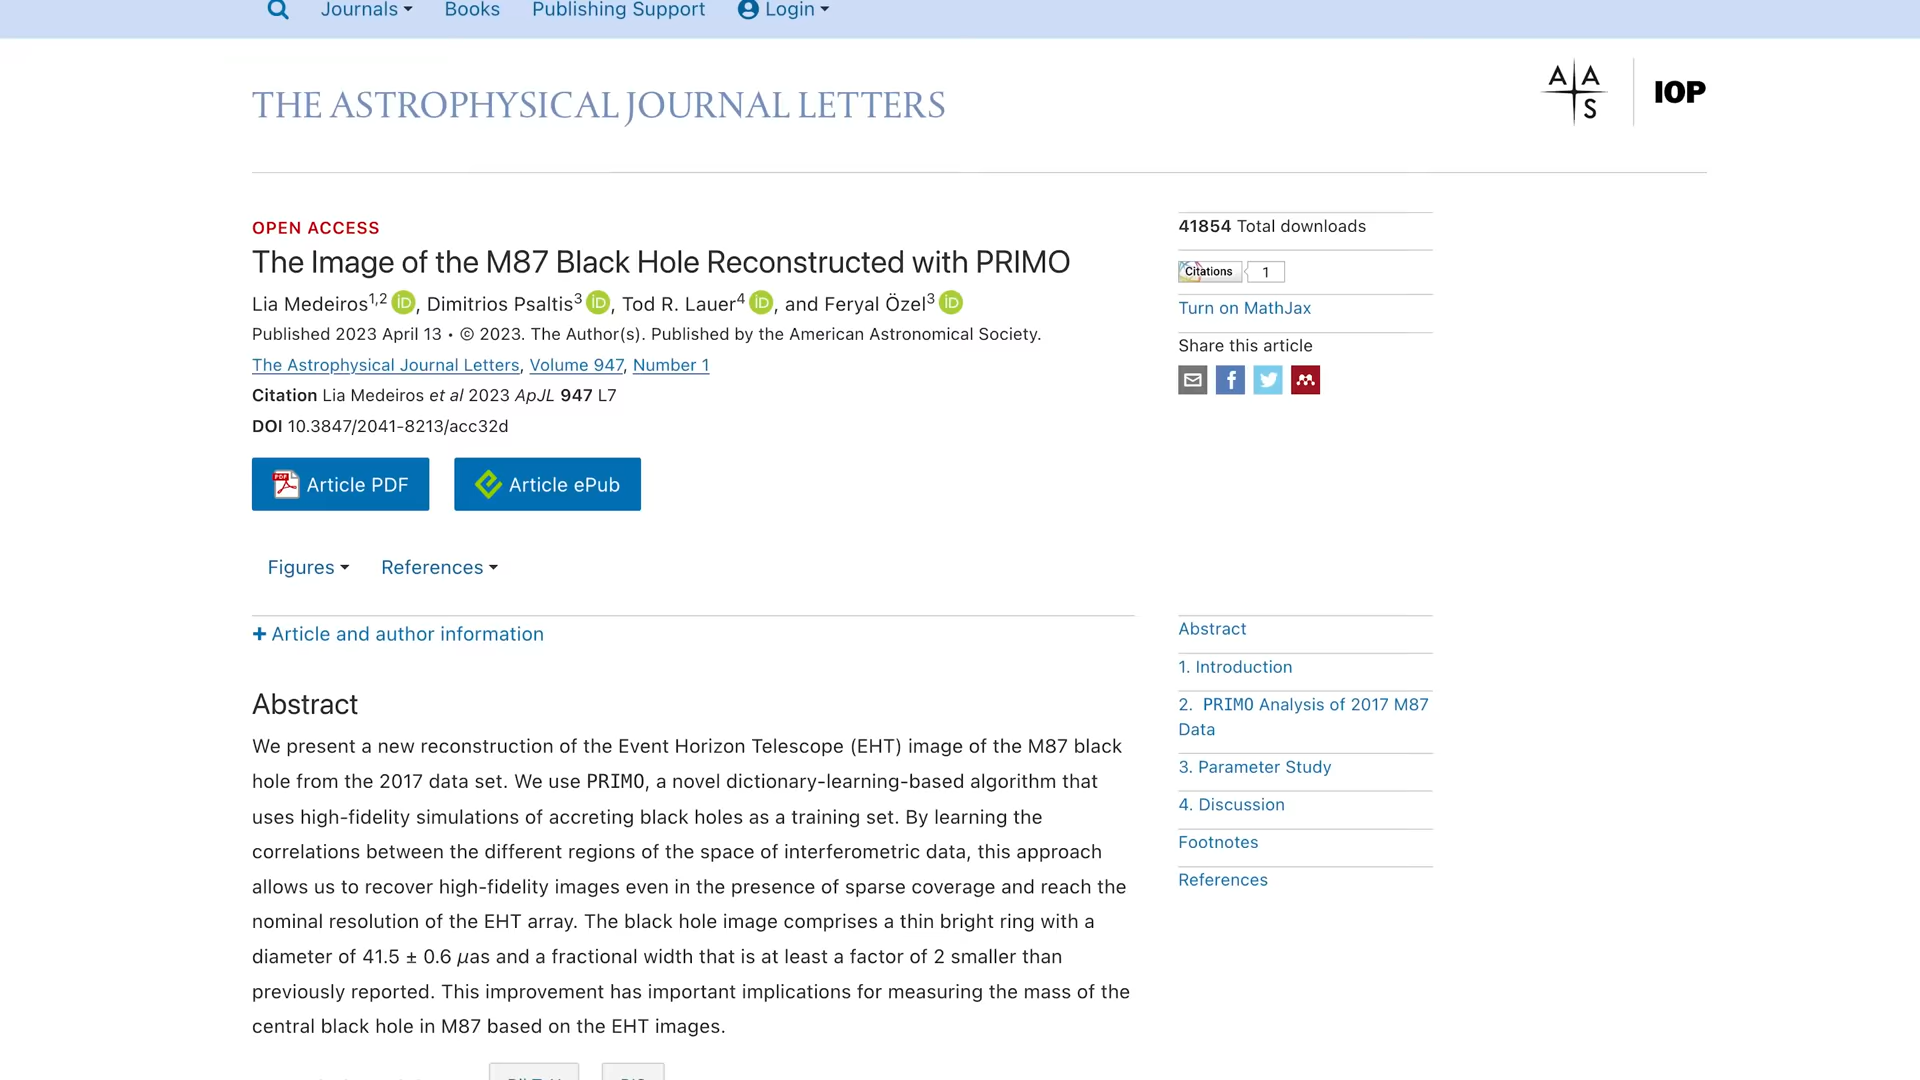 Journals Books Publishing Support Login
THE ASTROPHYSICAL JOURNAL LETTERS
A A
S
IOP
OPEN ACCESS
The Image of the M87 Black Hole Reconstructed with PRIMO
Lia Medeiros1,2 iD, Dimitrios Psaltis3 iD, Tod R. Lauer4 iD, and Feryal Özel3 iD
Published 2023 April 13 • © 2023. The Author(s). Published by the American Astronomical Society.
The Astrophysical Journal Letters, Volume 947, Number 1
Citation Lia Medeiros et al 2023 ApJL 947 L7
DOI 10.3847/2041-8213/acc32d
Article PDF Article ePub
Figures References
41854 Total downloads
Citations 1
Turn on MathJax
Share this article
+ Article and author information
Abstract
We present a new reconstruction of the Event Horizon Telescope (EHT) image of the M87 black
hole from the 2017 data set. We use PRIMO, a novel dictionary-learning-based algorithm that
uses high-fidelity simulations of accreting black holes as a training set. By learning the
correlations between the different regions of the space of interferometric data, this approach
allows us to recover high-fidelity images even in the presence of sparse coverage and reach the
nominal resolution of the EHT array. The black hole image comprises a thin bright ring with a
diameter of 41.5 ± 0.6 μas and a fractional width that is at least a factor of 2 smaller than
previously reported. This improvement has important implications for measuring the mass of the
central black hole in M87 based on the EHT images.
Abstract
1. Introduction
2. PRIMO Analysis of 2017 M87
Data
3. Parameter Study
4. Discussion
Footnotes
References